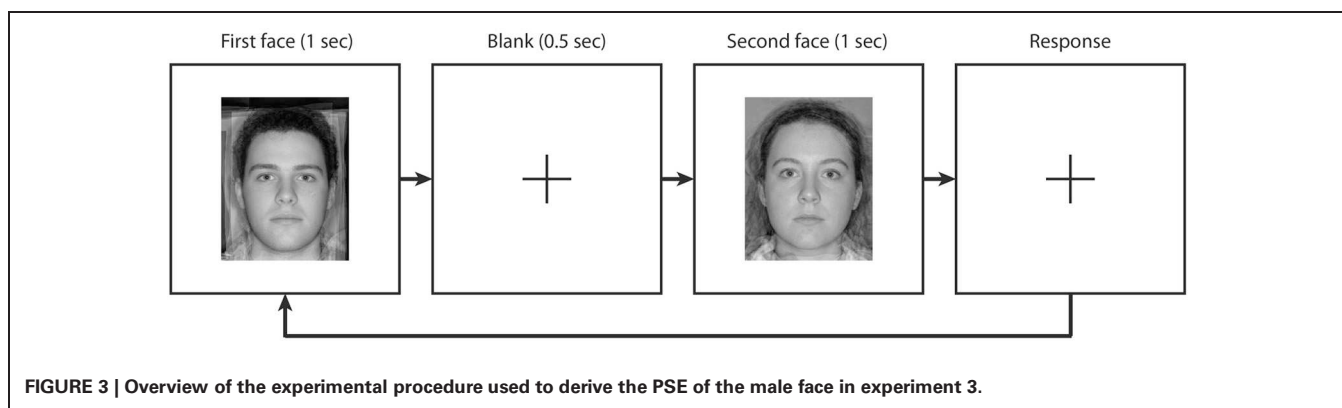 First face (1 sec)
Blank (0.5 sec)
Second face (1 sec)
Response
FIGURE 3 | Overview of the experimental procedure used to derive the PSE of the male face in experiment 3.